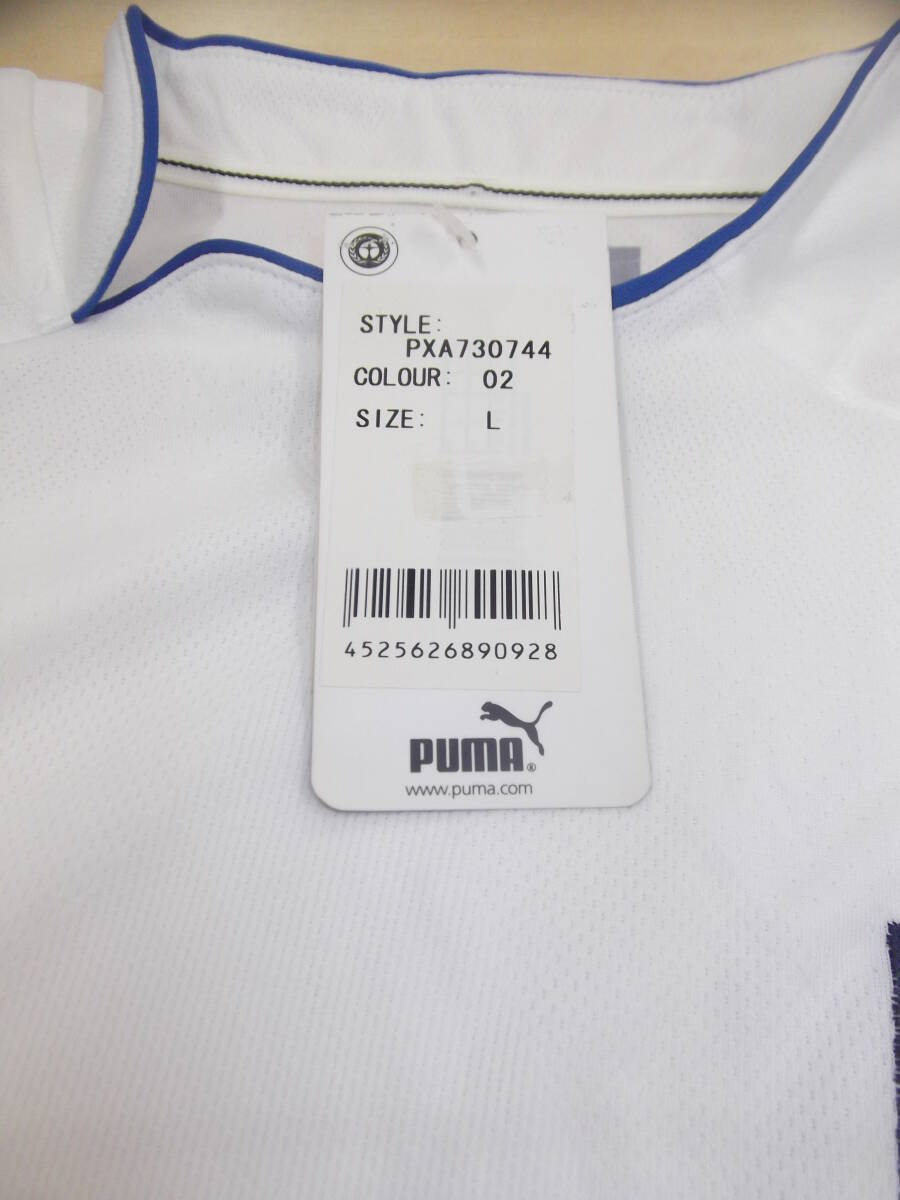 STYLE:
PXA730744
COLOUR: 02
SIZE: L
4525626890928
PUMA®
www.puma.com